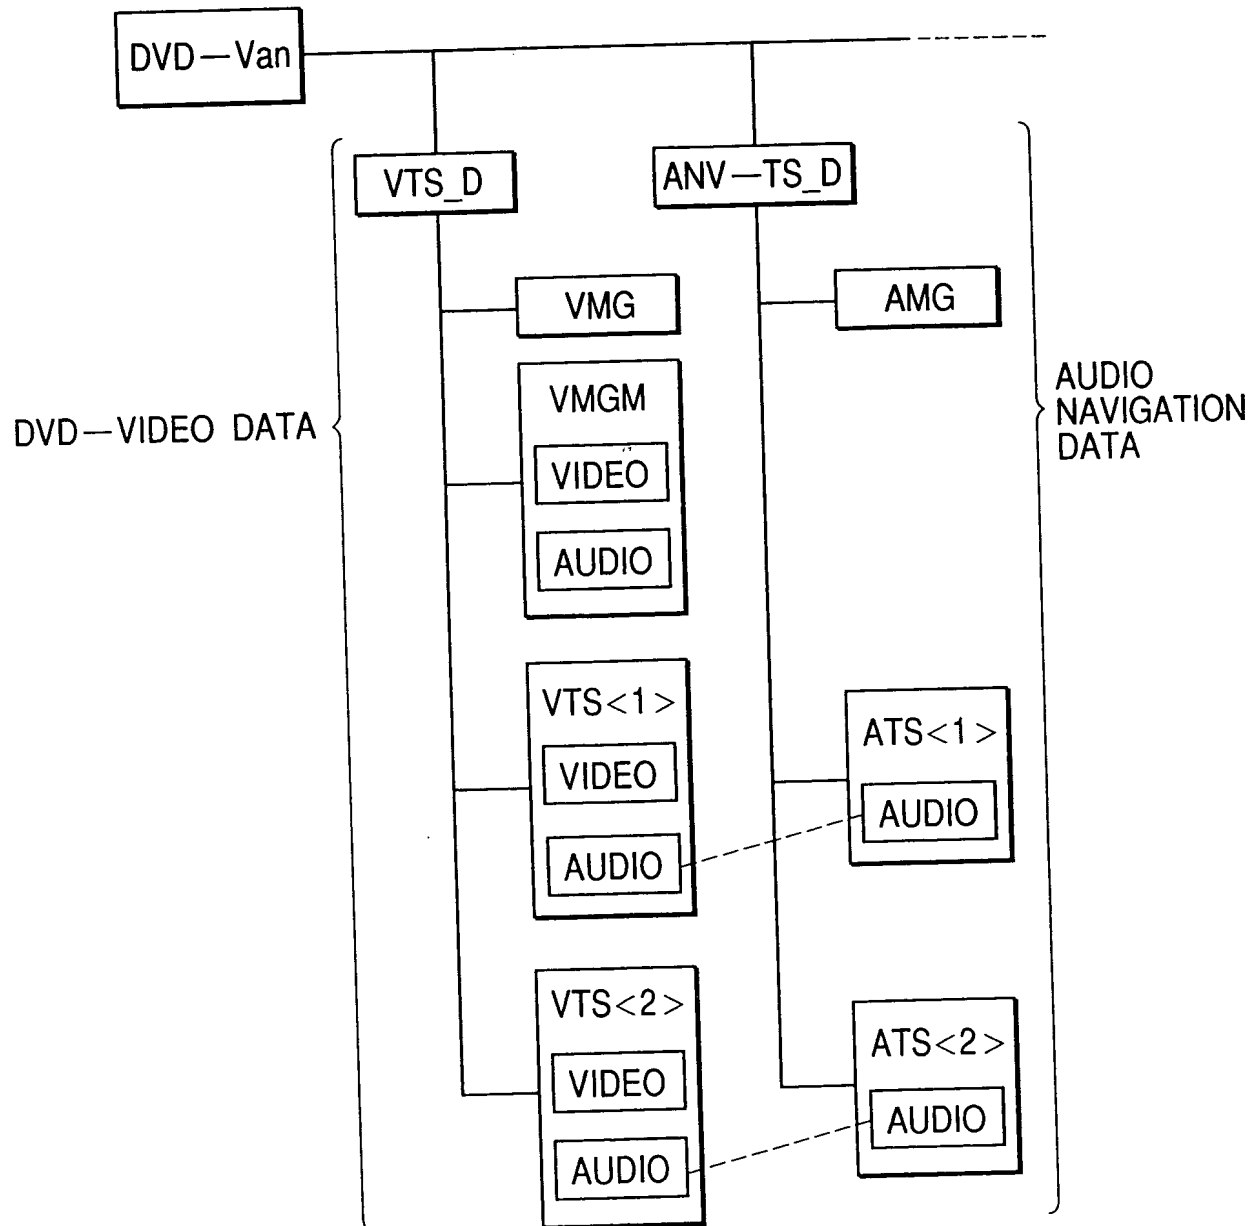 DVD—Van
VTS_D
ANV—TS_D
VMG
AMG
VMGM
VIDEO
AUDIO
DVD—VIDEO DATA
AUDIO
NAVIGATION
DATA
VTS<1>
VIDEO
AUDIO
ATS<1>
AUDIO
VTS<2>
VIDEO
AUDIO
ATS<2>
AUDIO